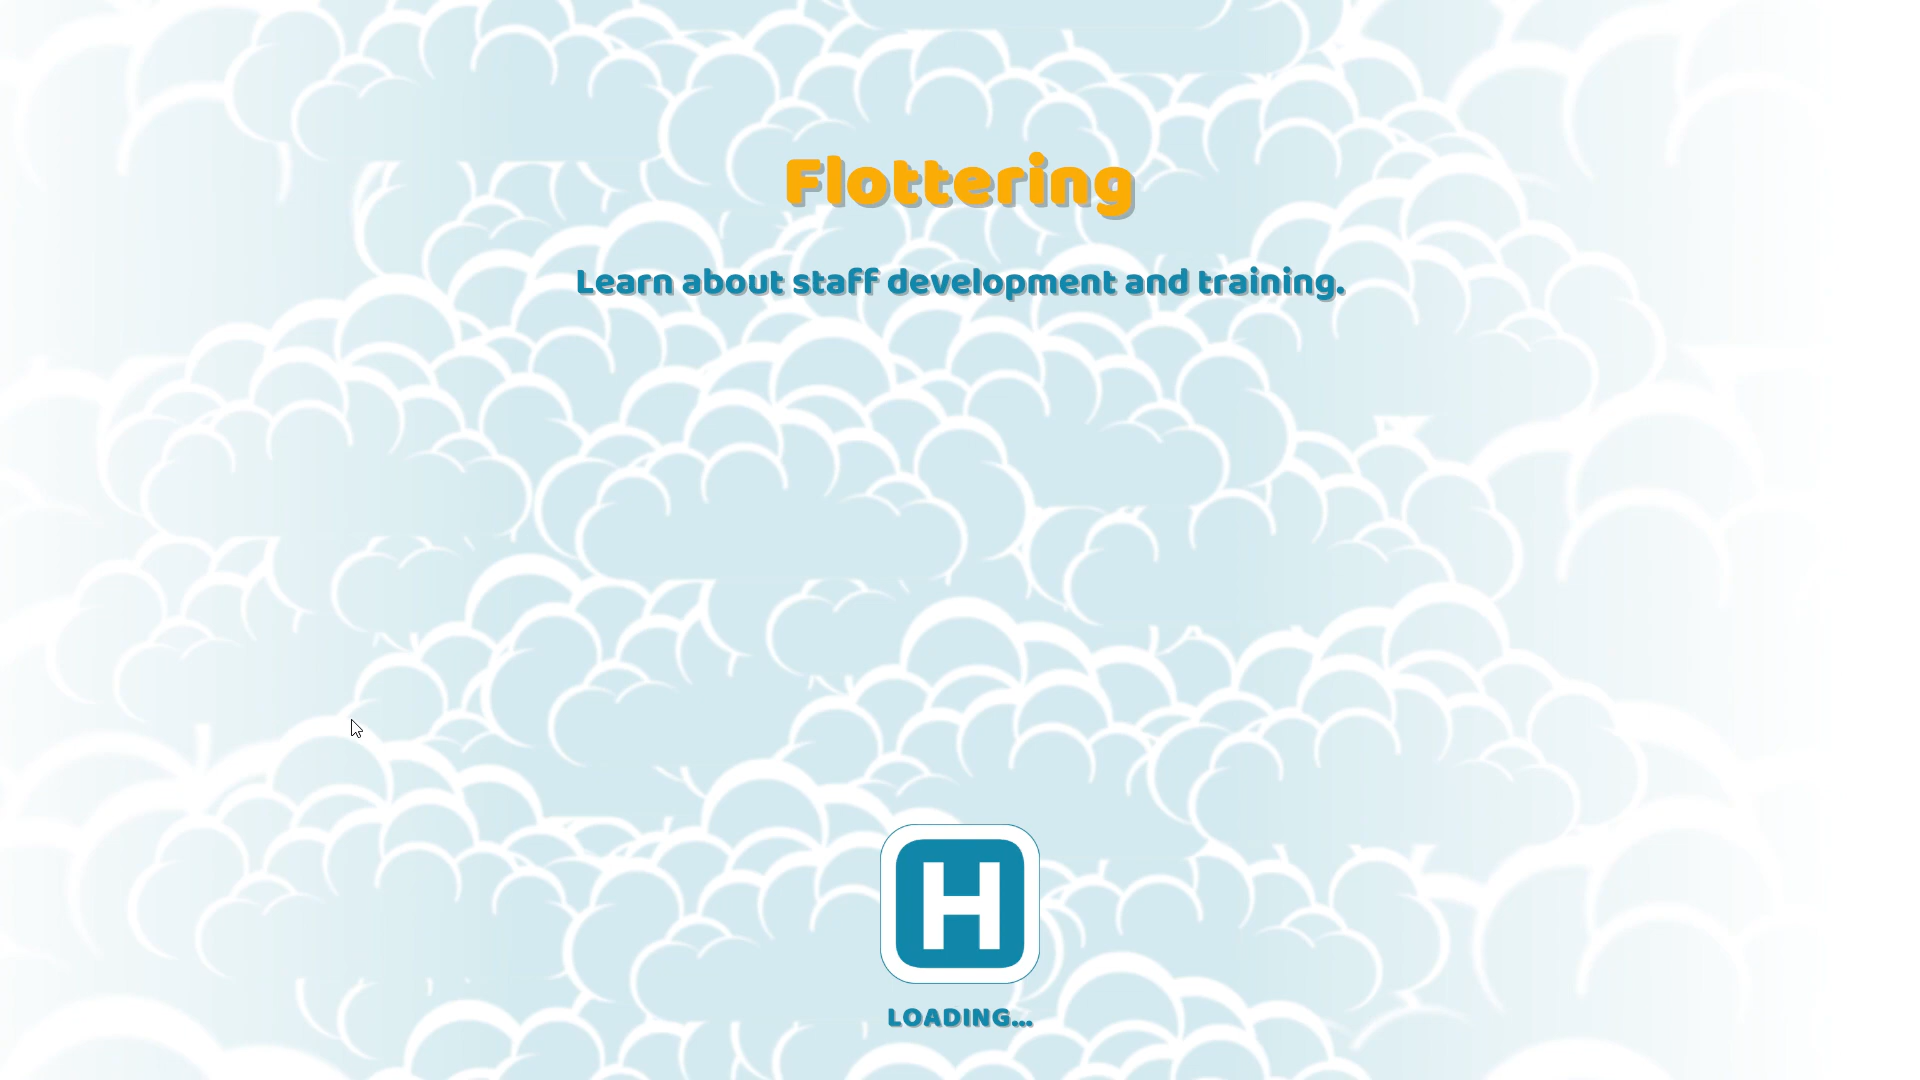 Flottering
Learn about staff development and training.
H
LOADING...